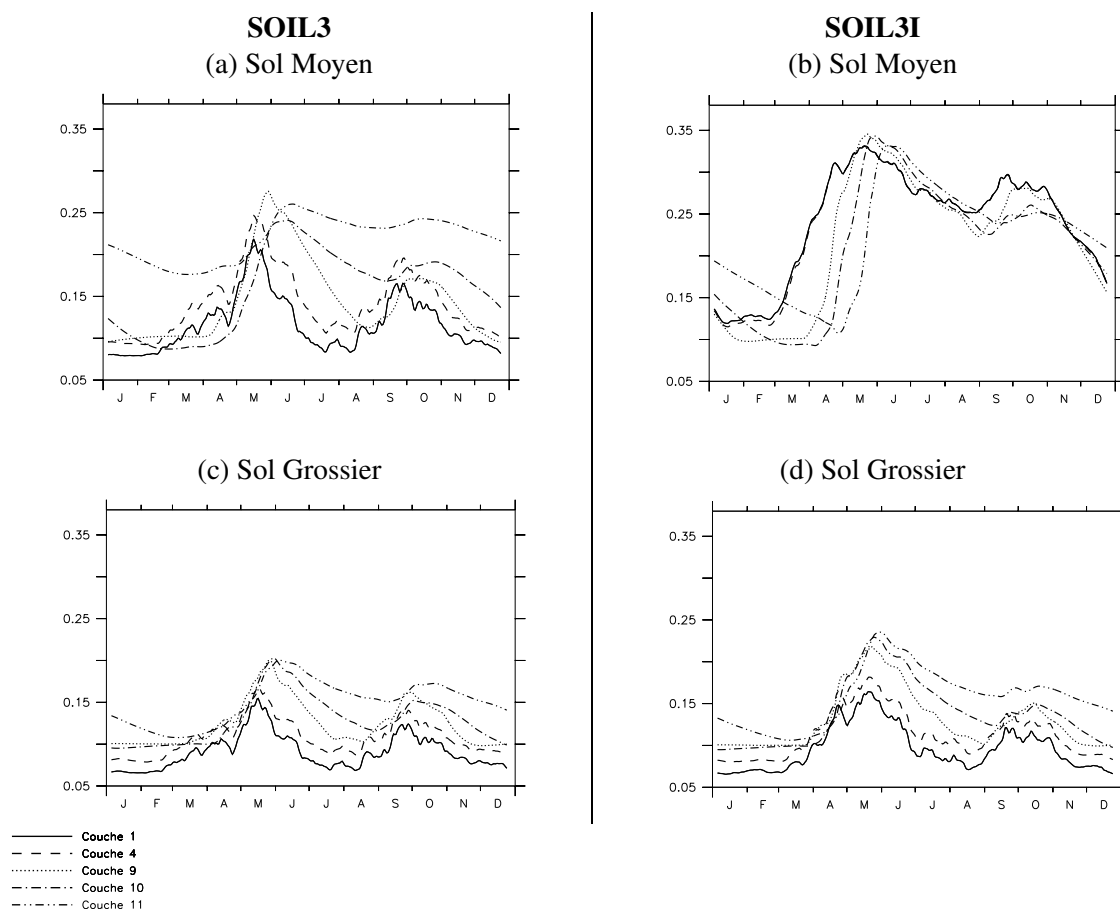 SOIL3
(a) Sol Moyen
0.35
0.25
0.15
0.05
J F M A M J J A S O N D
SOIL3I
(b) Sol Moyen
0.35
0.25
0.15
0.05
J F M A M J J A S O N D
(c) Sol Grossier
0.35
0.25
0.15
0.05
J F M A M J J A S O N D
(d) Sol Grossier
0.35
0.25
0.15
0.05
J F M A M J J A S O N D
Couche 1
Couche 4
Couche 9
Couche 10
Couche 11